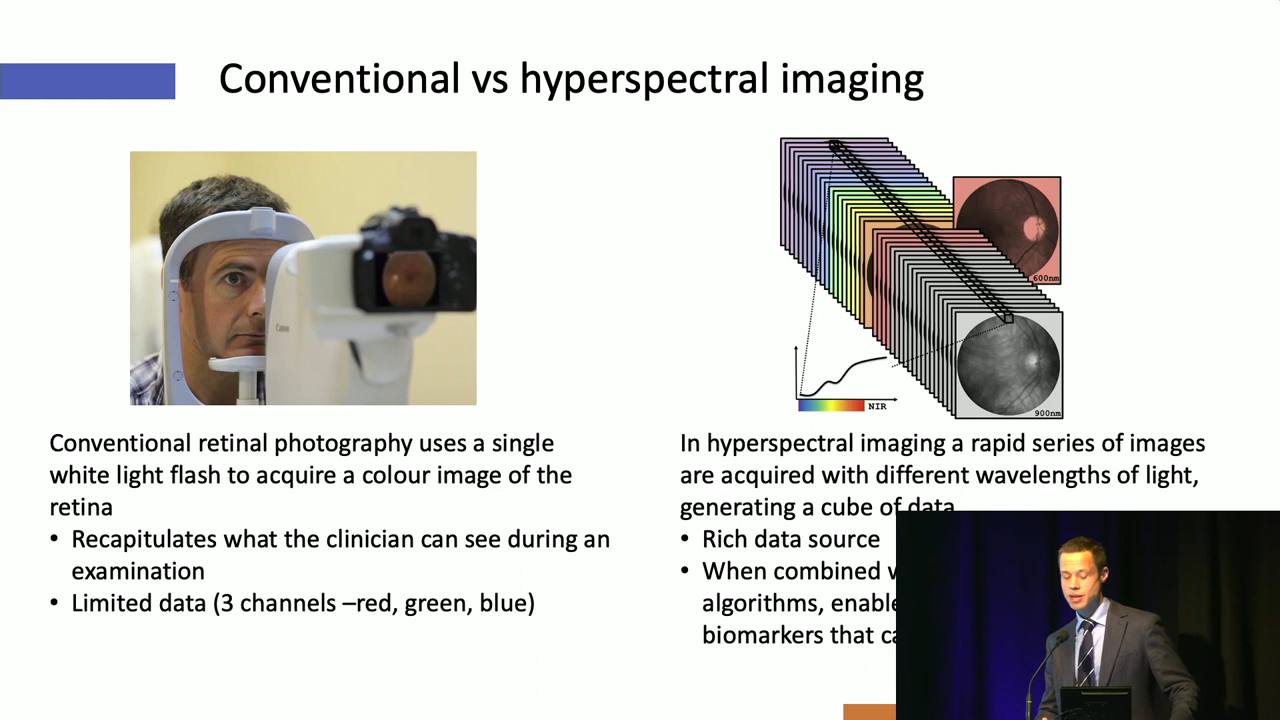 Conventional vs hyperspectral imaging
Canon
600nm
900nm
NIR
Conventional retinal photography uses a single
white light flash to acquire a colour image of the
retina
• Recapitulates what the clinician can see during an
examination
• Limited data (3 channels –red, green, blue)
In hyperspectral imaging a rapid series of images
are acquired with different wavelengths of light,
generating a cube of data
• Rich data source
• When combined
algorithms,
biomarkers that